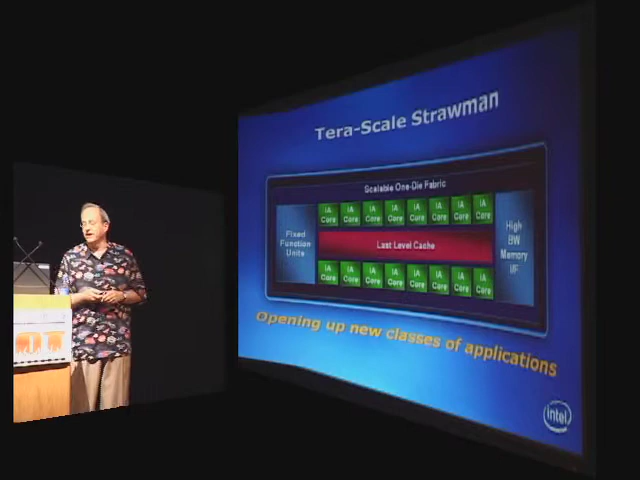 Tera-Scale Strawman
Scalable One-Die Fabric
IA Core IA Core IA Core IA Core IA Core IA Core IA Core IA Core
Fixed
Function
Units
Last Level Cache
High
BW
Memory
I/F
IA Core IA Core IA Core IA Core IA Core IA Core IA Core IA Core
Opening up new classes of applications
intel